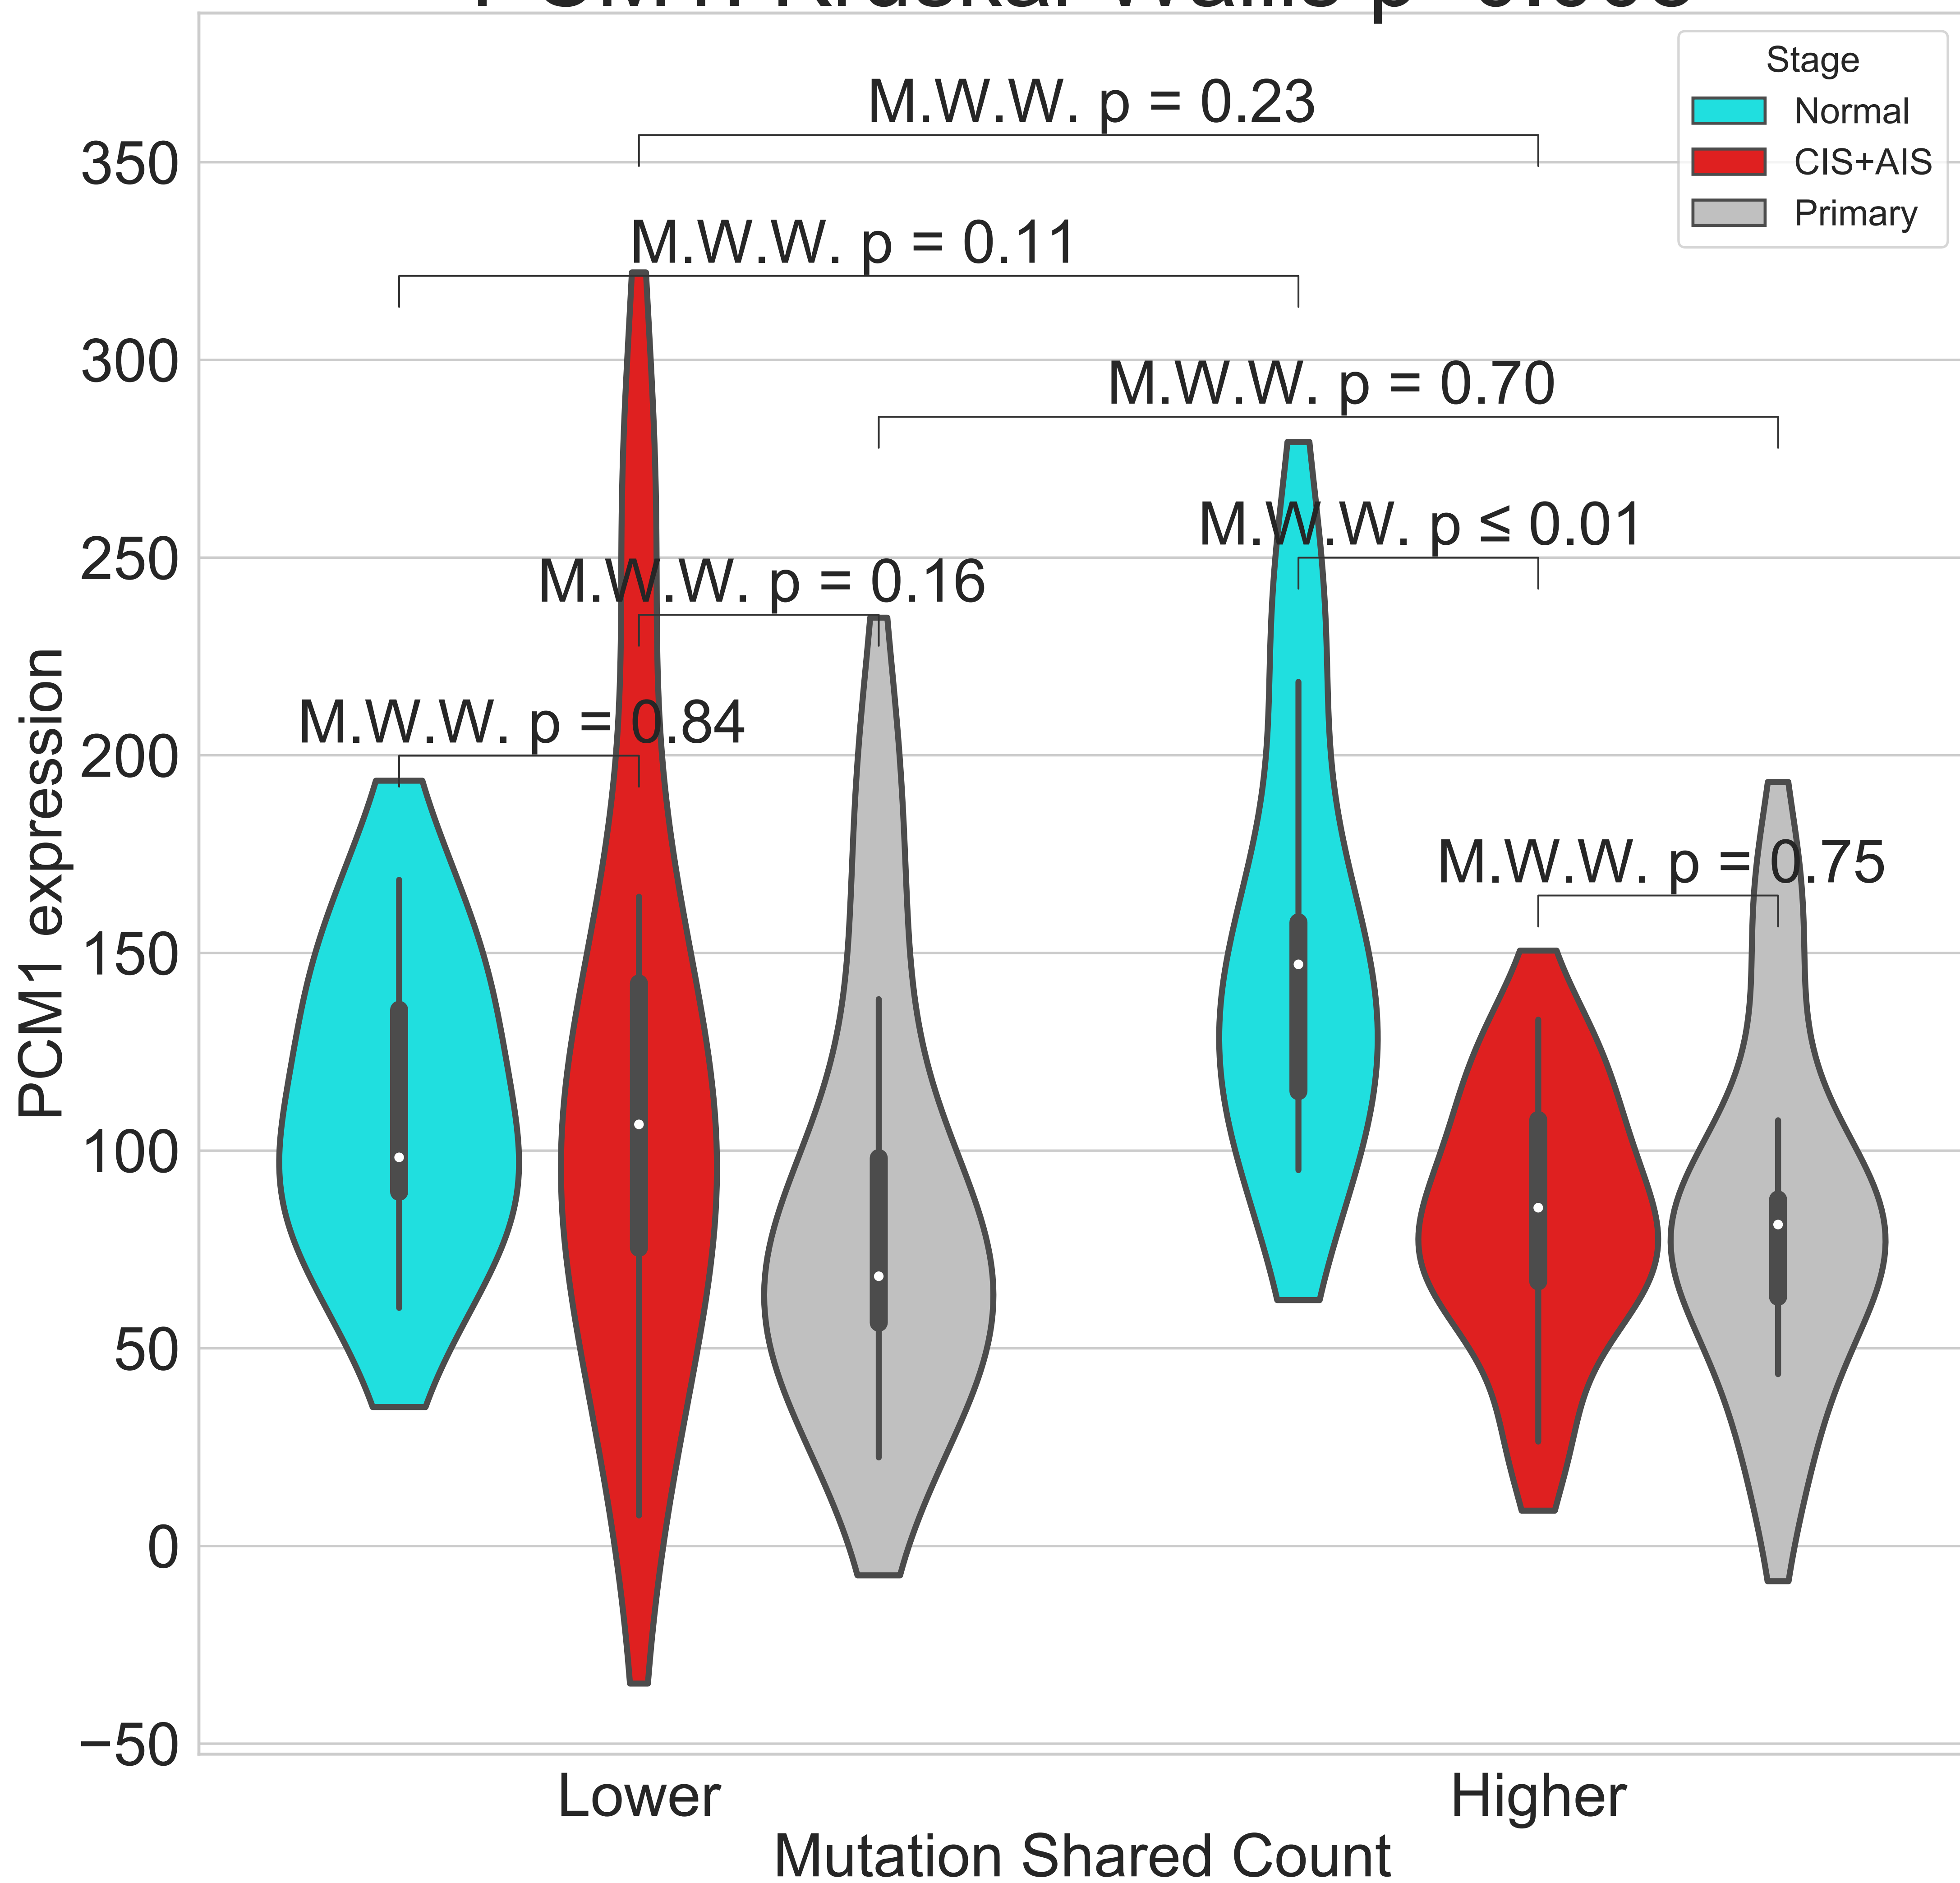 Stage
Normal
CIS+AIS
Primary
M.W.W. p = 0.23
M.W.W. p = 0.11
M.W.W. p = 0.70
M.W.W. p ≤ 0.01
M.W.W. p = 0.16
M.W.W. p = 0.84
M.W.W. p = 0.75
PCM1 expression
350
300
250
200
150
100
50
0
−50
Lower
Higher
Mutation Shared Count